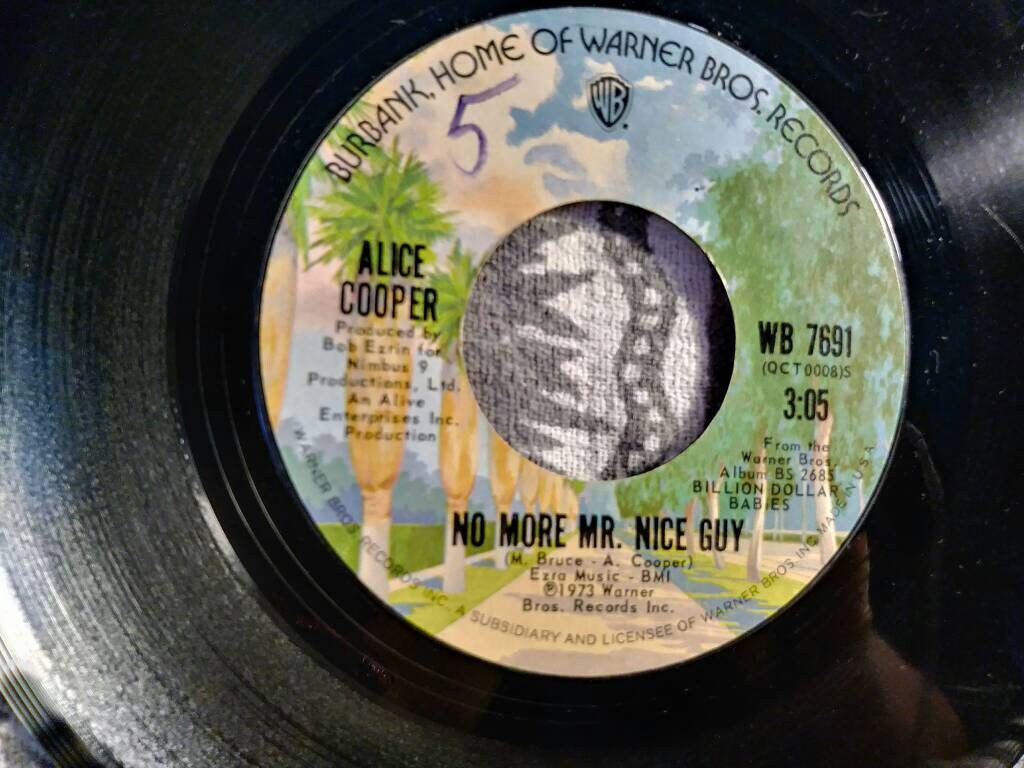 BURBANK, HOME OF WARNER BROS. RECORDS
5
WB
ALICE
COOPER
Produced by
Bob Ezrin for
Nimbus 9
Productions, Ltd.
An Alive
Enterprises Inc.
Production
WB 7691
(QCT0008)S
3:05
From the
Warner Bros.
Album BS 2685
BILLION DOLLAR
BABIES
NO MORE MR. NICE GUY
(M. Bruce - A. Cooper)
Ezra Music - BMI
℗1973 Warner
Bros. Records Inc.
WARNER BROS. RECORDS INC. A SUBSIDIARY AND LICENSEE OF WARNER BROS. INC. MADE IN U.S.A.